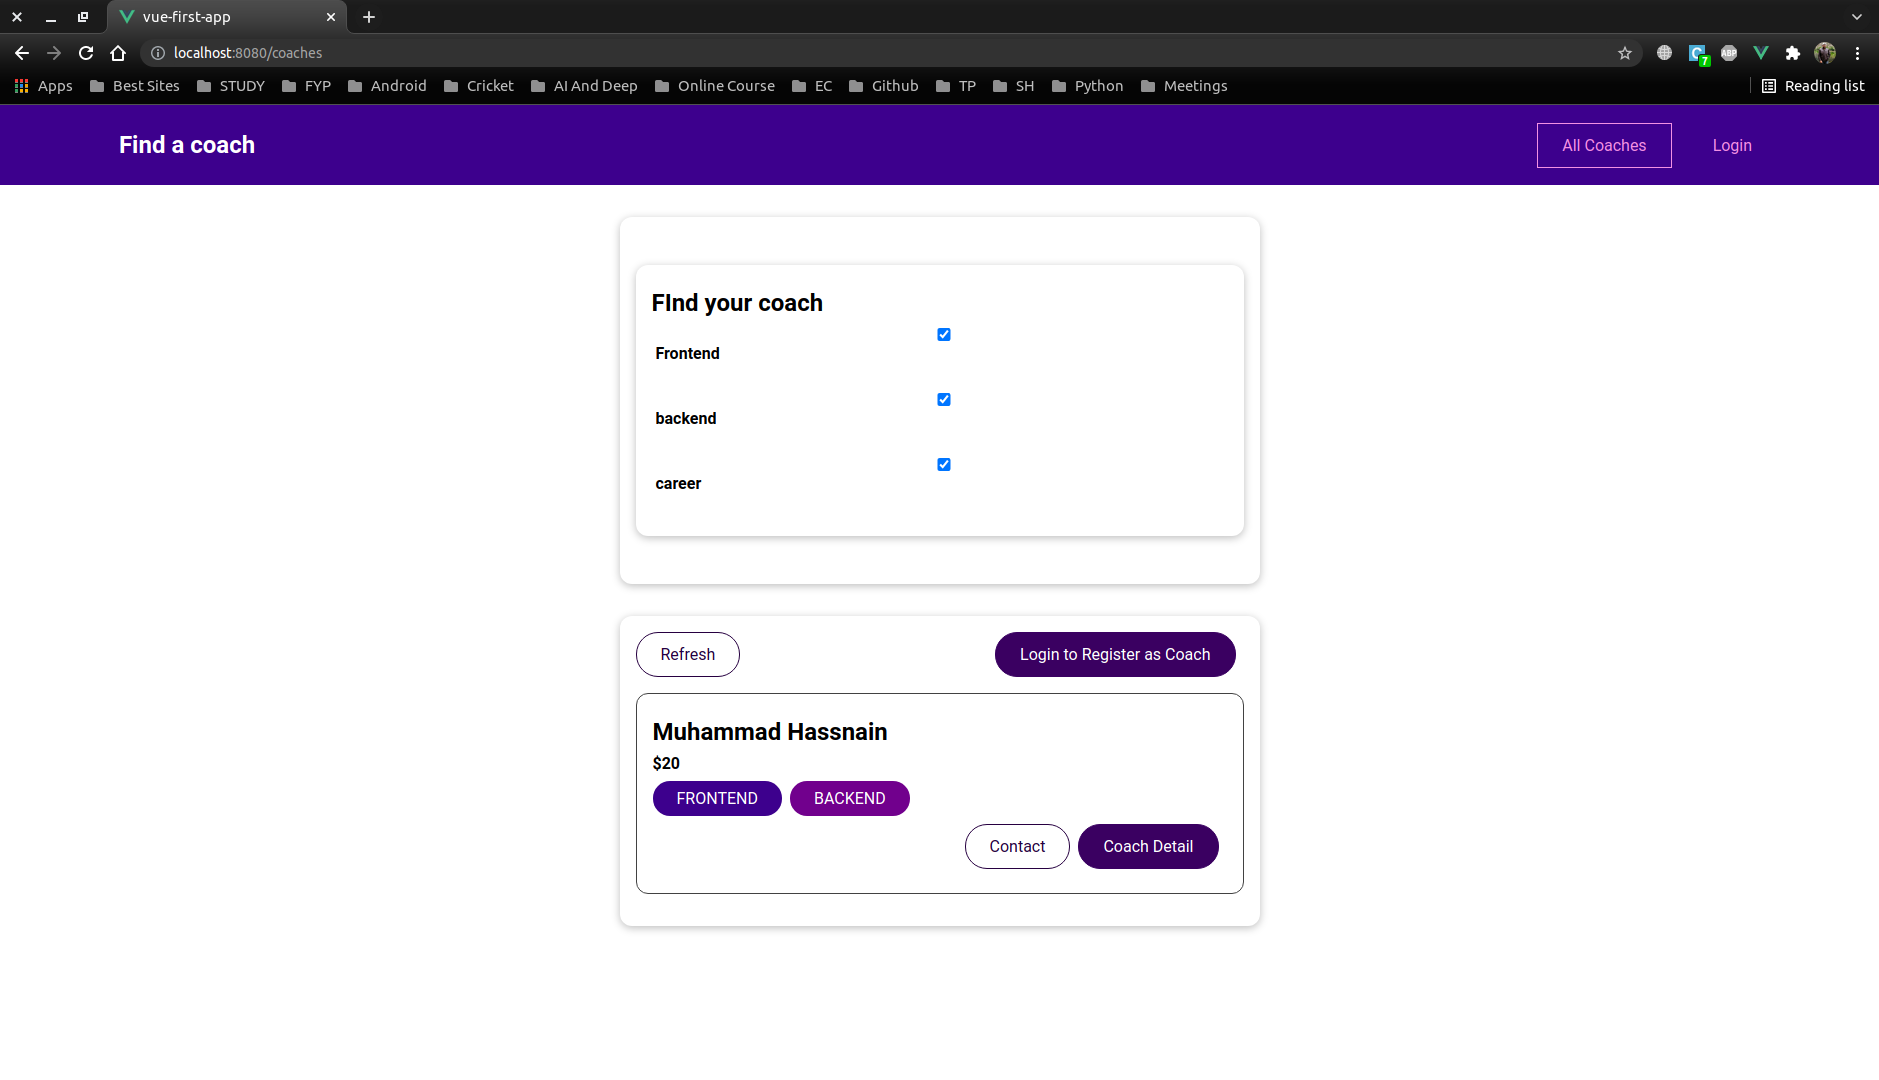 vue-first-app
localhost:8080/coaches
7
ABP
Apps Best Sites STUDY FYP Android Cricket AI And Deep Online Course EC Github TP SH Python Meetings Reading list
Find a coach All Coaches Login
FInd your coach
Frontend
backend
career
Refresh Login to Register as Coach
Muhammad Hassnain
$20
FRONTEND BACKEND
Contact Coach Detail